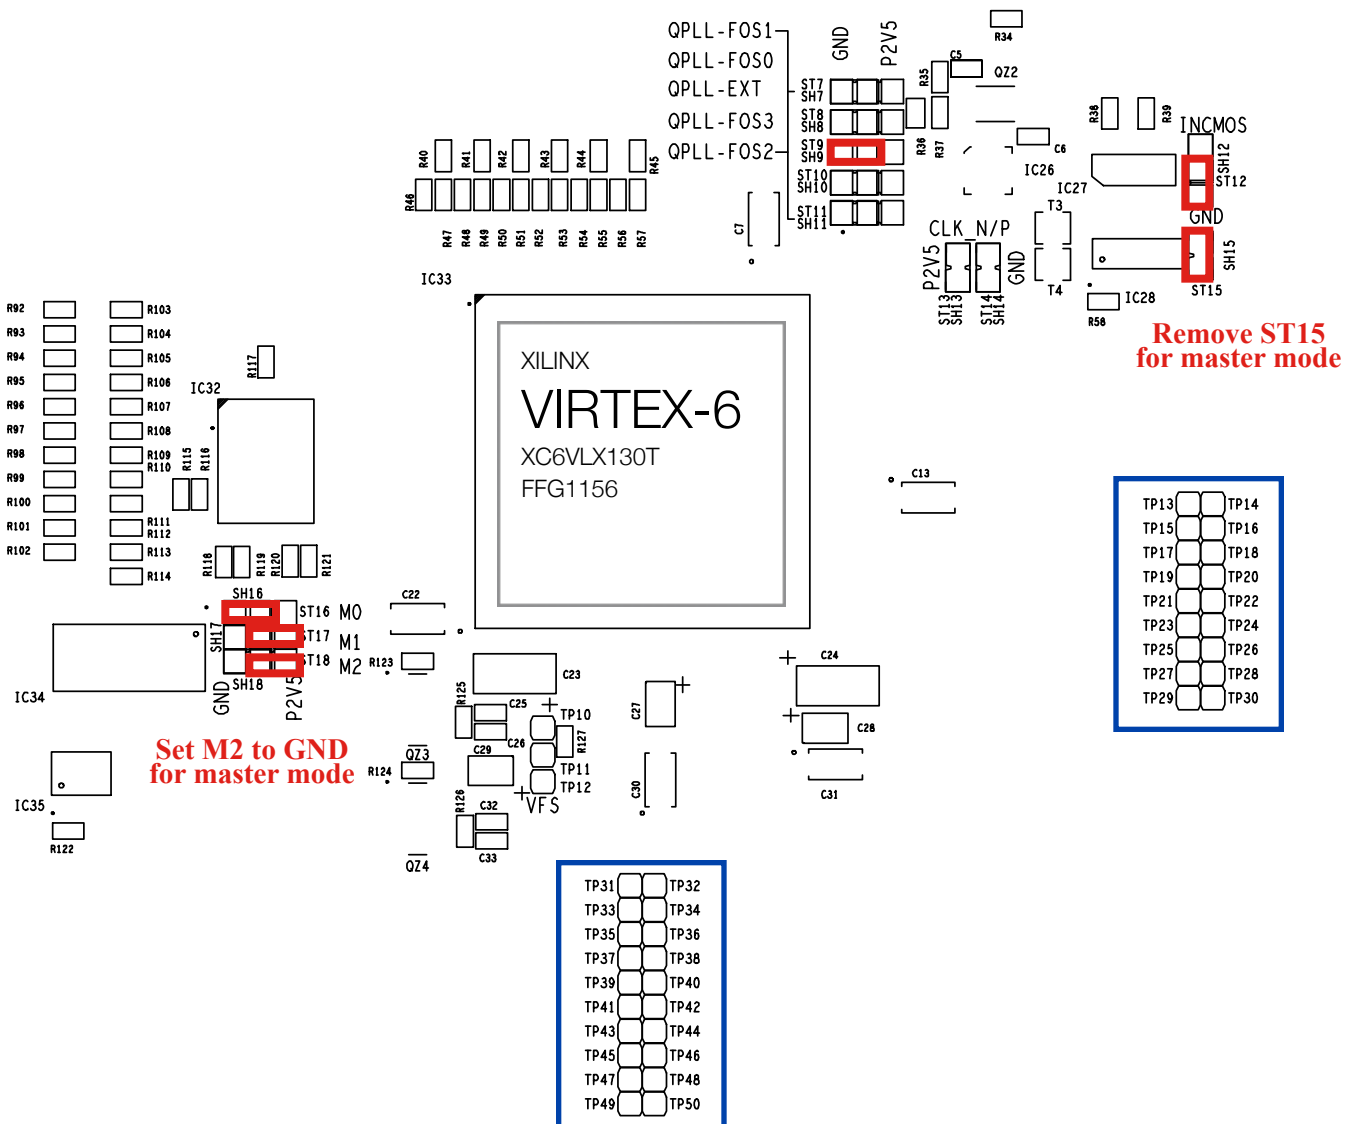 QPLL-FOS1
QPLL-FOS0
QPLL-EXT
QPLL-FOS3
QPLL-FOS2
GND
P2V5
ST7
SH7
ST8
SH8
ST9
SH9
ST10
SH10
ST11
SH11
R34
C5
R35
QZ2
R36
R37
C6
IC26
R38
R39
INCMOS
SH12
ST12
IC27
GND
T3
T4
CLK_N/P
P2V5
GND
ST13
SH13
ST14
SH14
SH15
ST15
IC28
R58
Remove ST15
for master mode
R40
R41
R42
R43
R44
R45
R46
R47
R48
R49
R50
R51
R52
R53
R54
R55
R56
R57
C7
IC33
XILINX
VIRTEX-6
XC6VLX130T
FFG1156
R92
R93
R94
R95
R96
R97
R98
R99
R100
R101
R102
R103
R104
R105
R106
R107
R108
R109
R110
R111
R112
R113
R114
R117
IC32
R115
R116
R118
R119
R120
R121
C13
SH16
ST16 M0
SH17
ST17 M1
ST18 M2
SH18
GND
P2V5
IC34
Set M2 to GND
for master mode
IC35
R122
C22
R123
C23
R125
C25
C26
C29
TP10
R127
TP11
TP12
VFS
QZ3
R124
R126
C32
C33
QZ4
C27
C30
C24
C28
C31
TP13 TP14
TP15 TP16
TP17 TP18
TP19 TP20
TP21 TP22
TP23 TP24
TP25 TP26
TP27 TP28
TP29 TP30
TP31 TP32
TP33 TP34
TP35 TP36
TP37 TP38
TP39 TP40
TP41 TP42
TP43 TP44
TP45 TP46
TP47 TP48
TP49 TP50